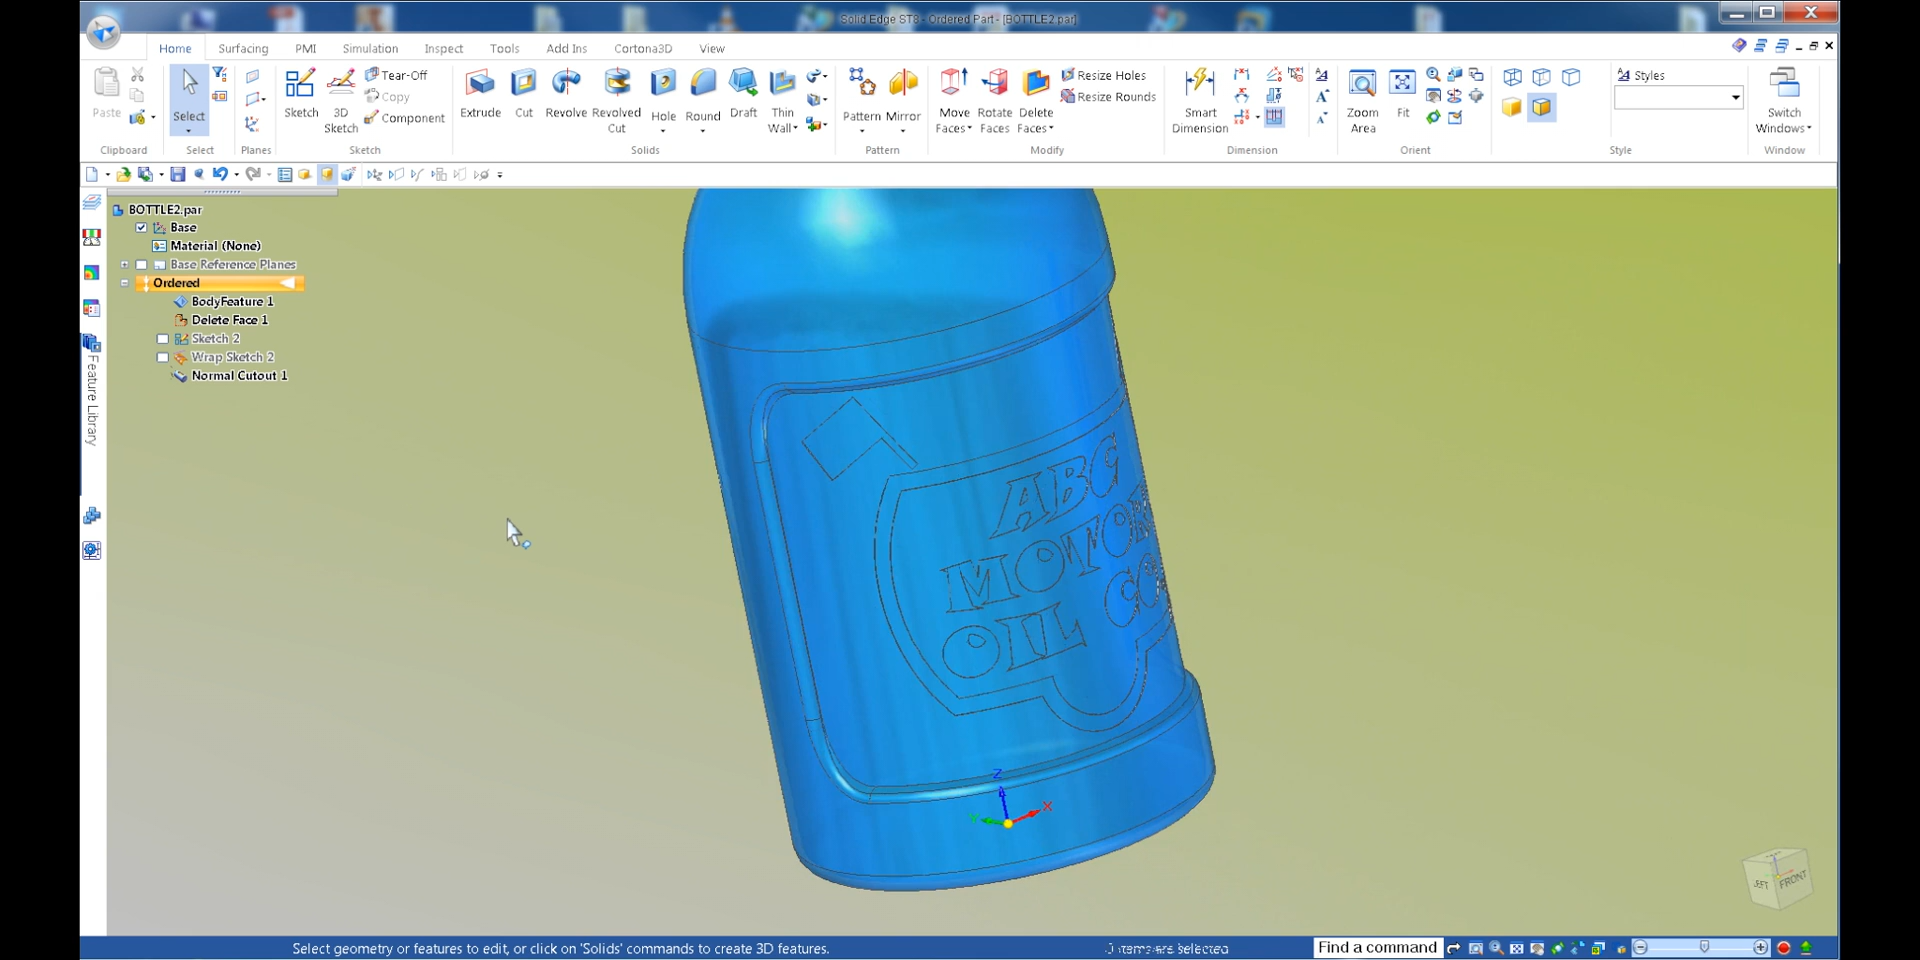 Solid Edge ST8 - Ordered Part - [BOTTLE2.par]
Home Surfacing PMI Simulation Inspect Tools Add Ins Cortona3D View
Paste
Clipboard
Select
Select
Planes
Sketch
3D Sketch
Tear-Off
Copy
Component
Sketch
Extrude
Cut
Revolve
Revolved Cut
Hole
Round
Draft
Thin Wall
Solids
Pattern
Mirror
Pattern
Move Faces
Rotate Faces
Delete Faces
Resize Holes
Resize Rounds
Modify
Smart Dimension
Dimension
Zoom Area
Fit
Orient
Styles
Style
Switch Windows
Window
BOTTLE2.par
Base
Material (None)
Base Reference Planes
Ordered
BodyFeature 1
Delete Face 1
Sketch 2
Wrap Sketch 2
Normal Cutout 1
Feature Library
ABC
MOTOR
OIL CO
Z
X
Y
LEFT FRONT
Select geometry or features to edit, or click on 'Solids' commands to create 3D features.
items are selected
Find a command